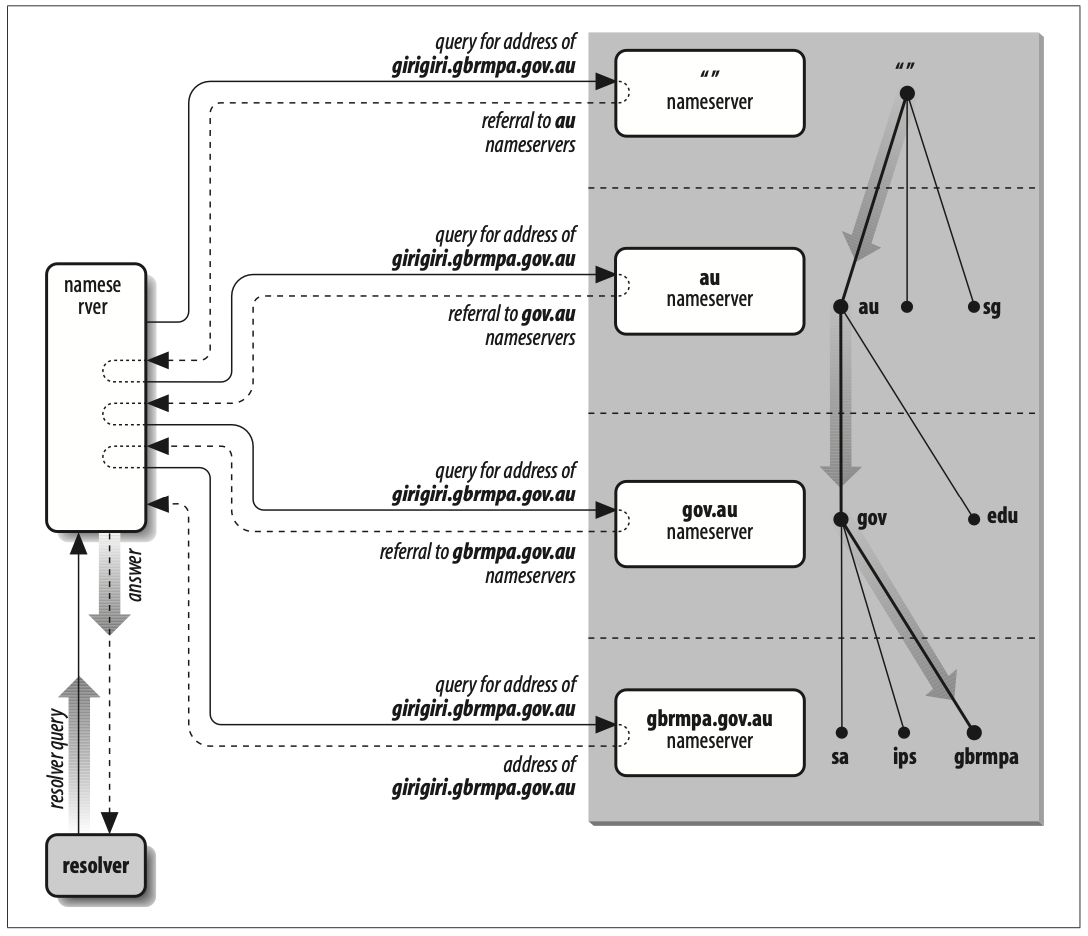 query for address of
girigiri.gbrmpa.gov.au
“ ”
nameserver
referral to au
nameservers
“ ”
query for address of
girigiri.gbrmpa.gov.au
au
nameserver
referral to gov.au
nameservers
au
sg
namese
rver
query for address of
girigiri.gbrmpa.gov.au
gov.au
nameserver
referral to gbrmpa.gov.au
nameservers
gov
edu
answer
resolver query
query for address of
girigiri.gbrmpa.gov.au
gbrmpa.gov.au
nameserver
address of
girigiri.gbrmpa.gov.au
sa
ips
gbrmpa
resolver